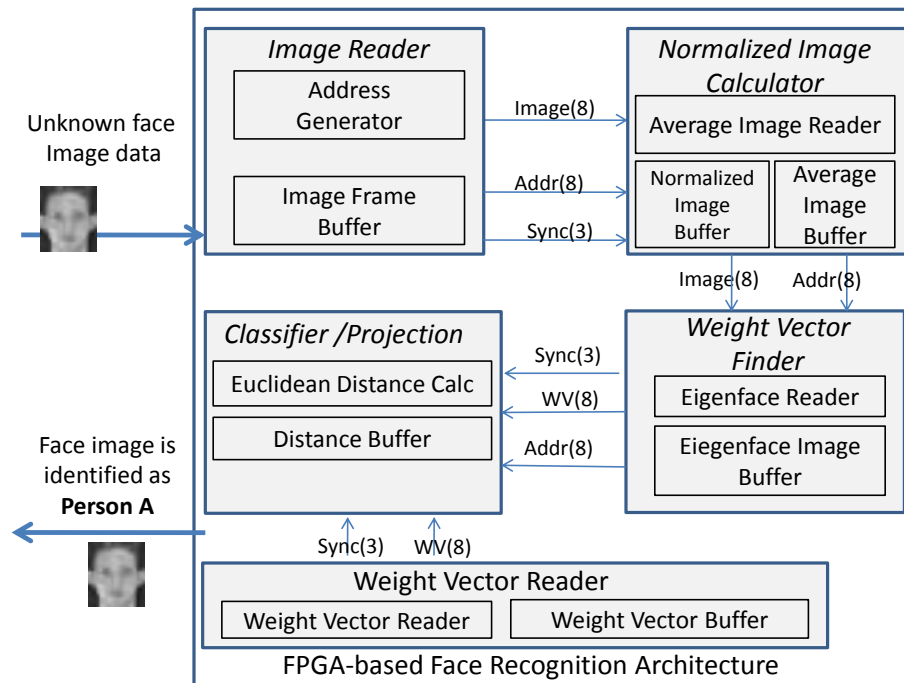 Unknown face
Image data
Image Reader
Address
Generator
Image Frame
Buffer
Image(8)
Addr(8)
Sync(3)
Normalized Image
Calculator
Average Image Reader
Normalized
Image
Buffer
Average
Image
Buffer
Image(8)
Addr(8)
Weight Vector
Finder
Eigenface Reader
Eiegenface Image
Buffer
Sync(3)
WV(8)
Addr(8)
Classifier /Projection
Euclidean Distance Calc
Distance Buffer
Face image is
identified as
Person A
Sync(3)
WV(8)
Weight Vector Reader
Weight Vector Reader
Weight Vector Buffer
FPGA-based Face Recognition Architecture